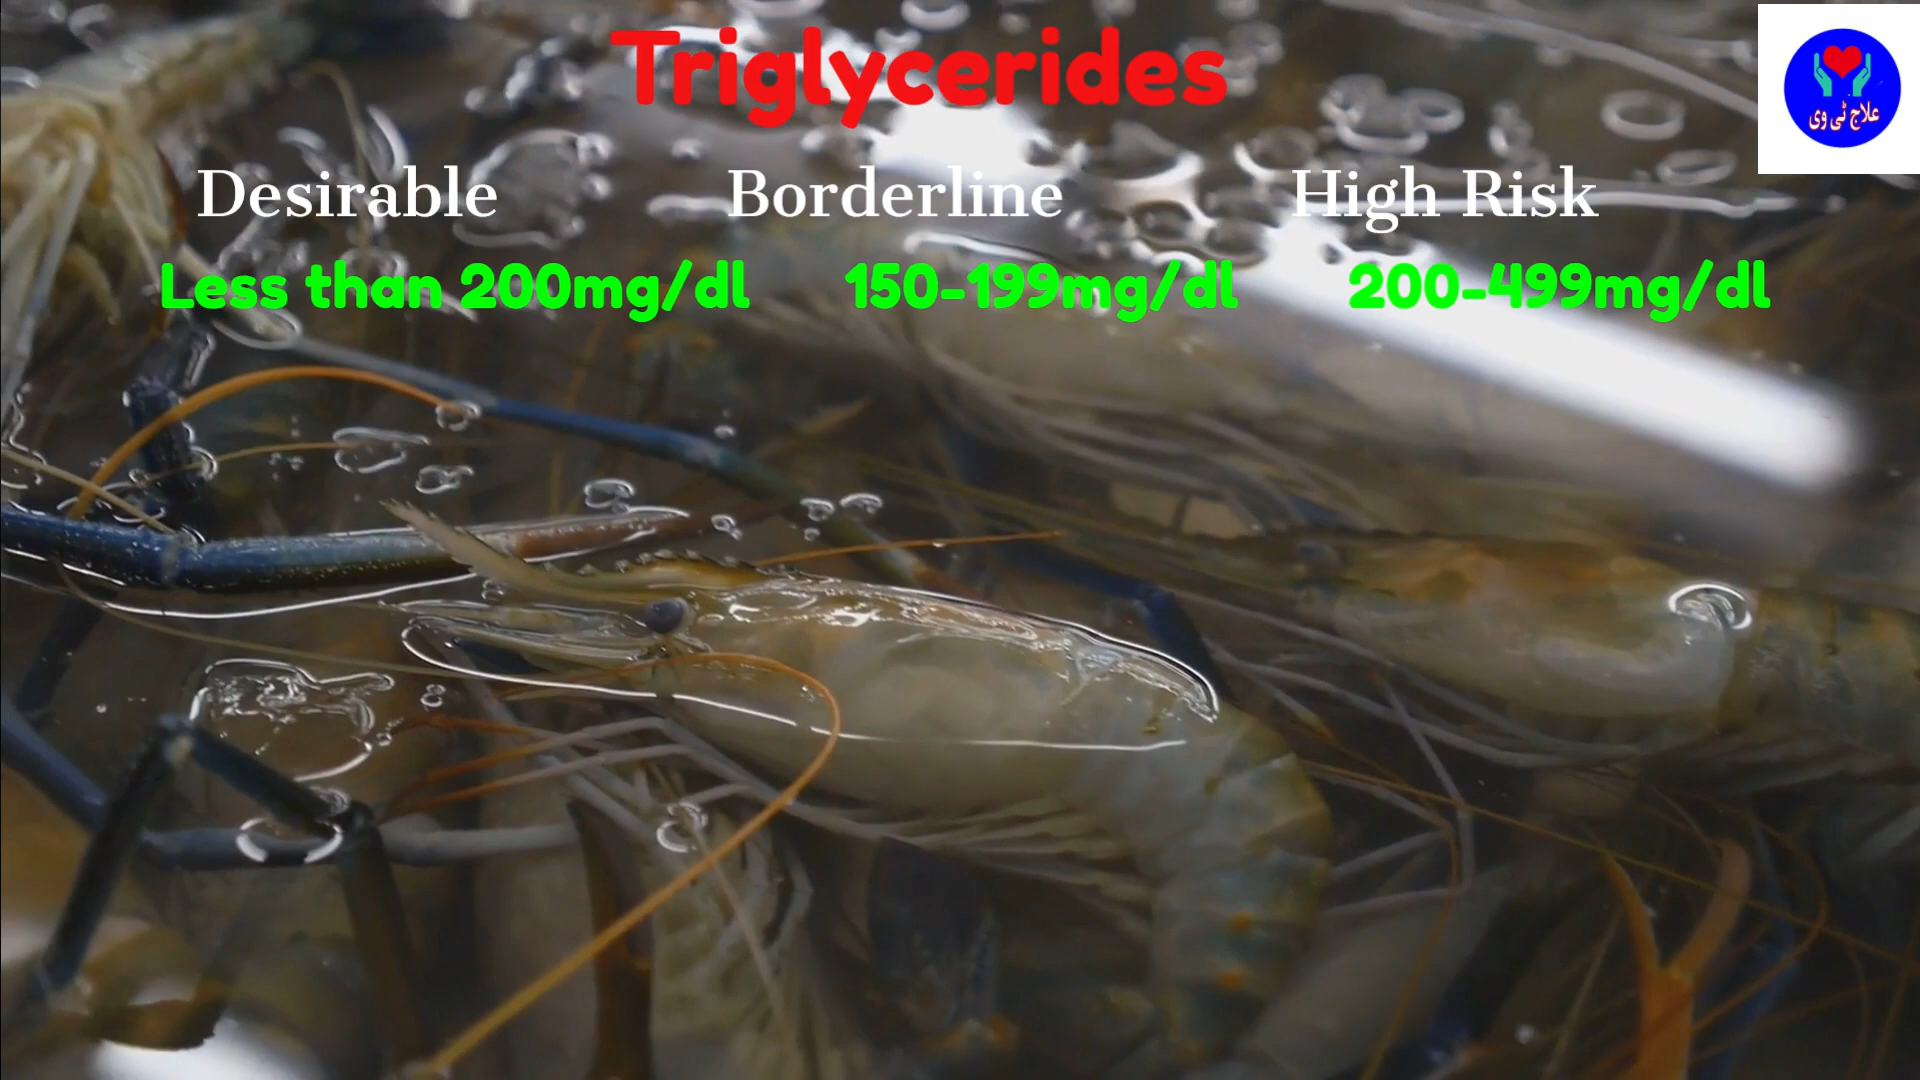 Triglycerides
علاج ٹی وی
Desirable Borderline High Risk
Less than 200mg/dl 150-199mg/dl 200-499mg/dl